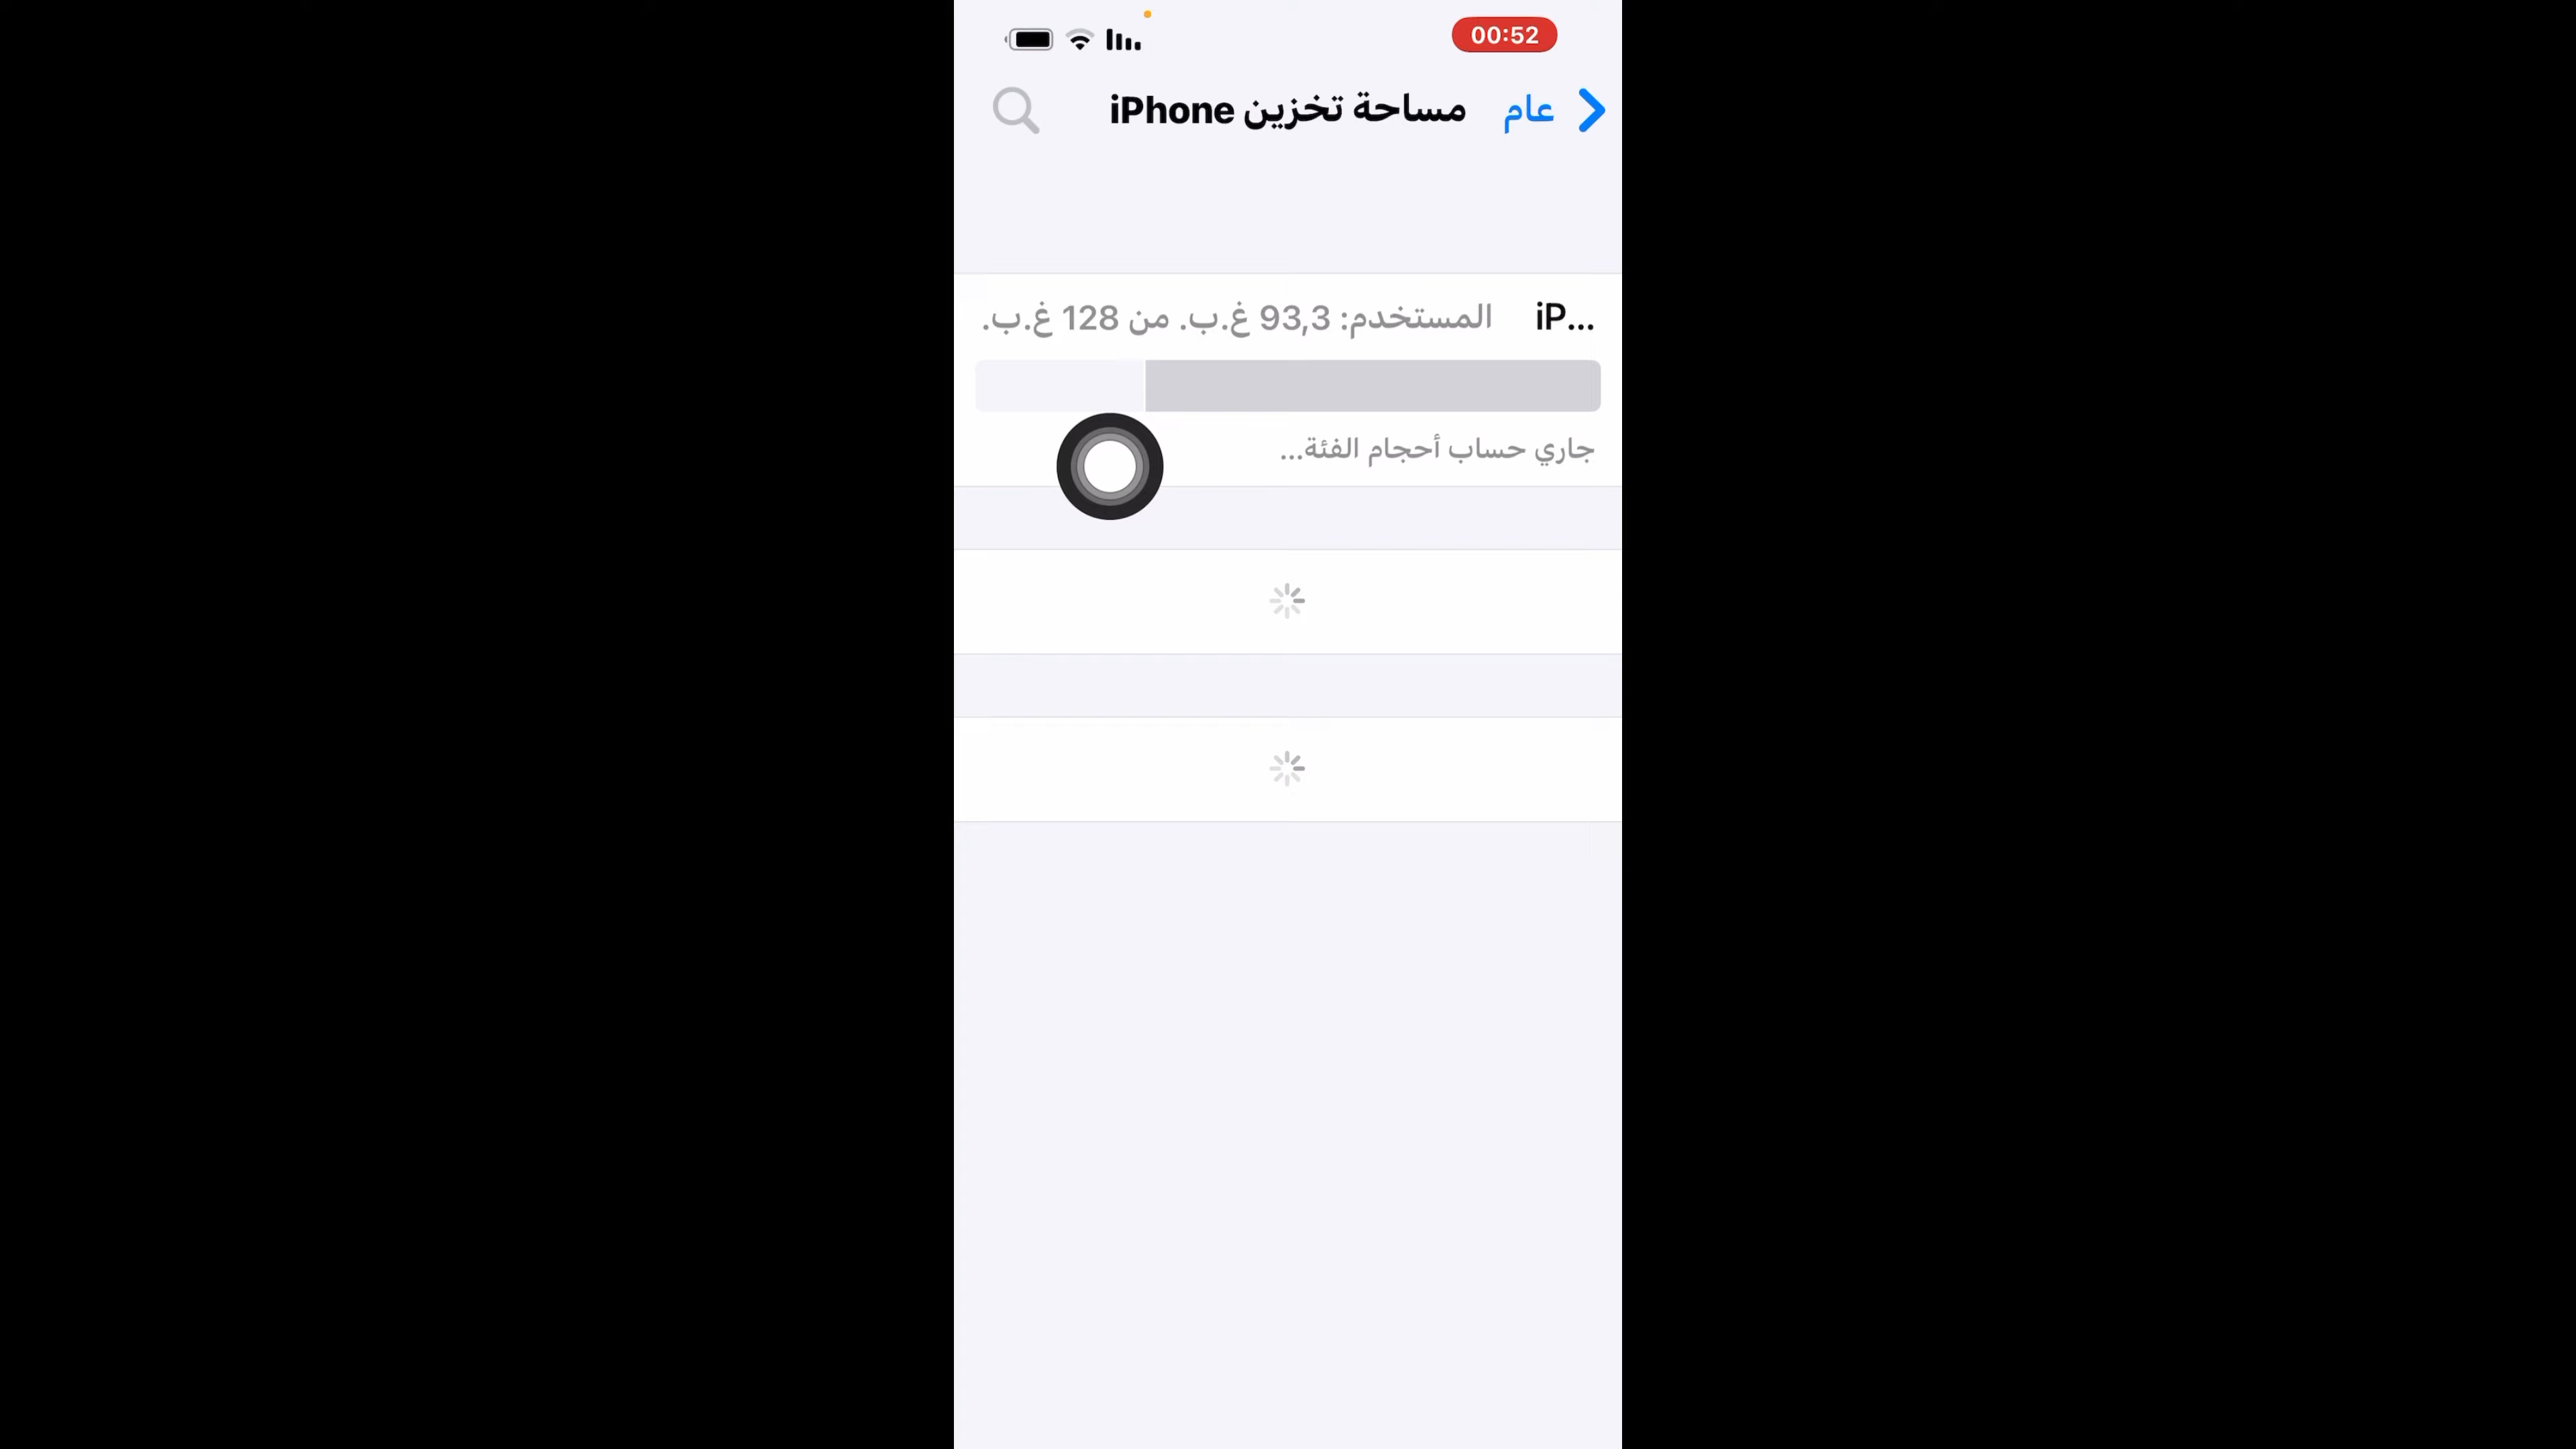 00:52
عام
مساحة تخزين iPhone
iP...
المستخدم: 93,3 غ.ب. من 128 غ.ب.
جاري حساب أحجام الفئة...